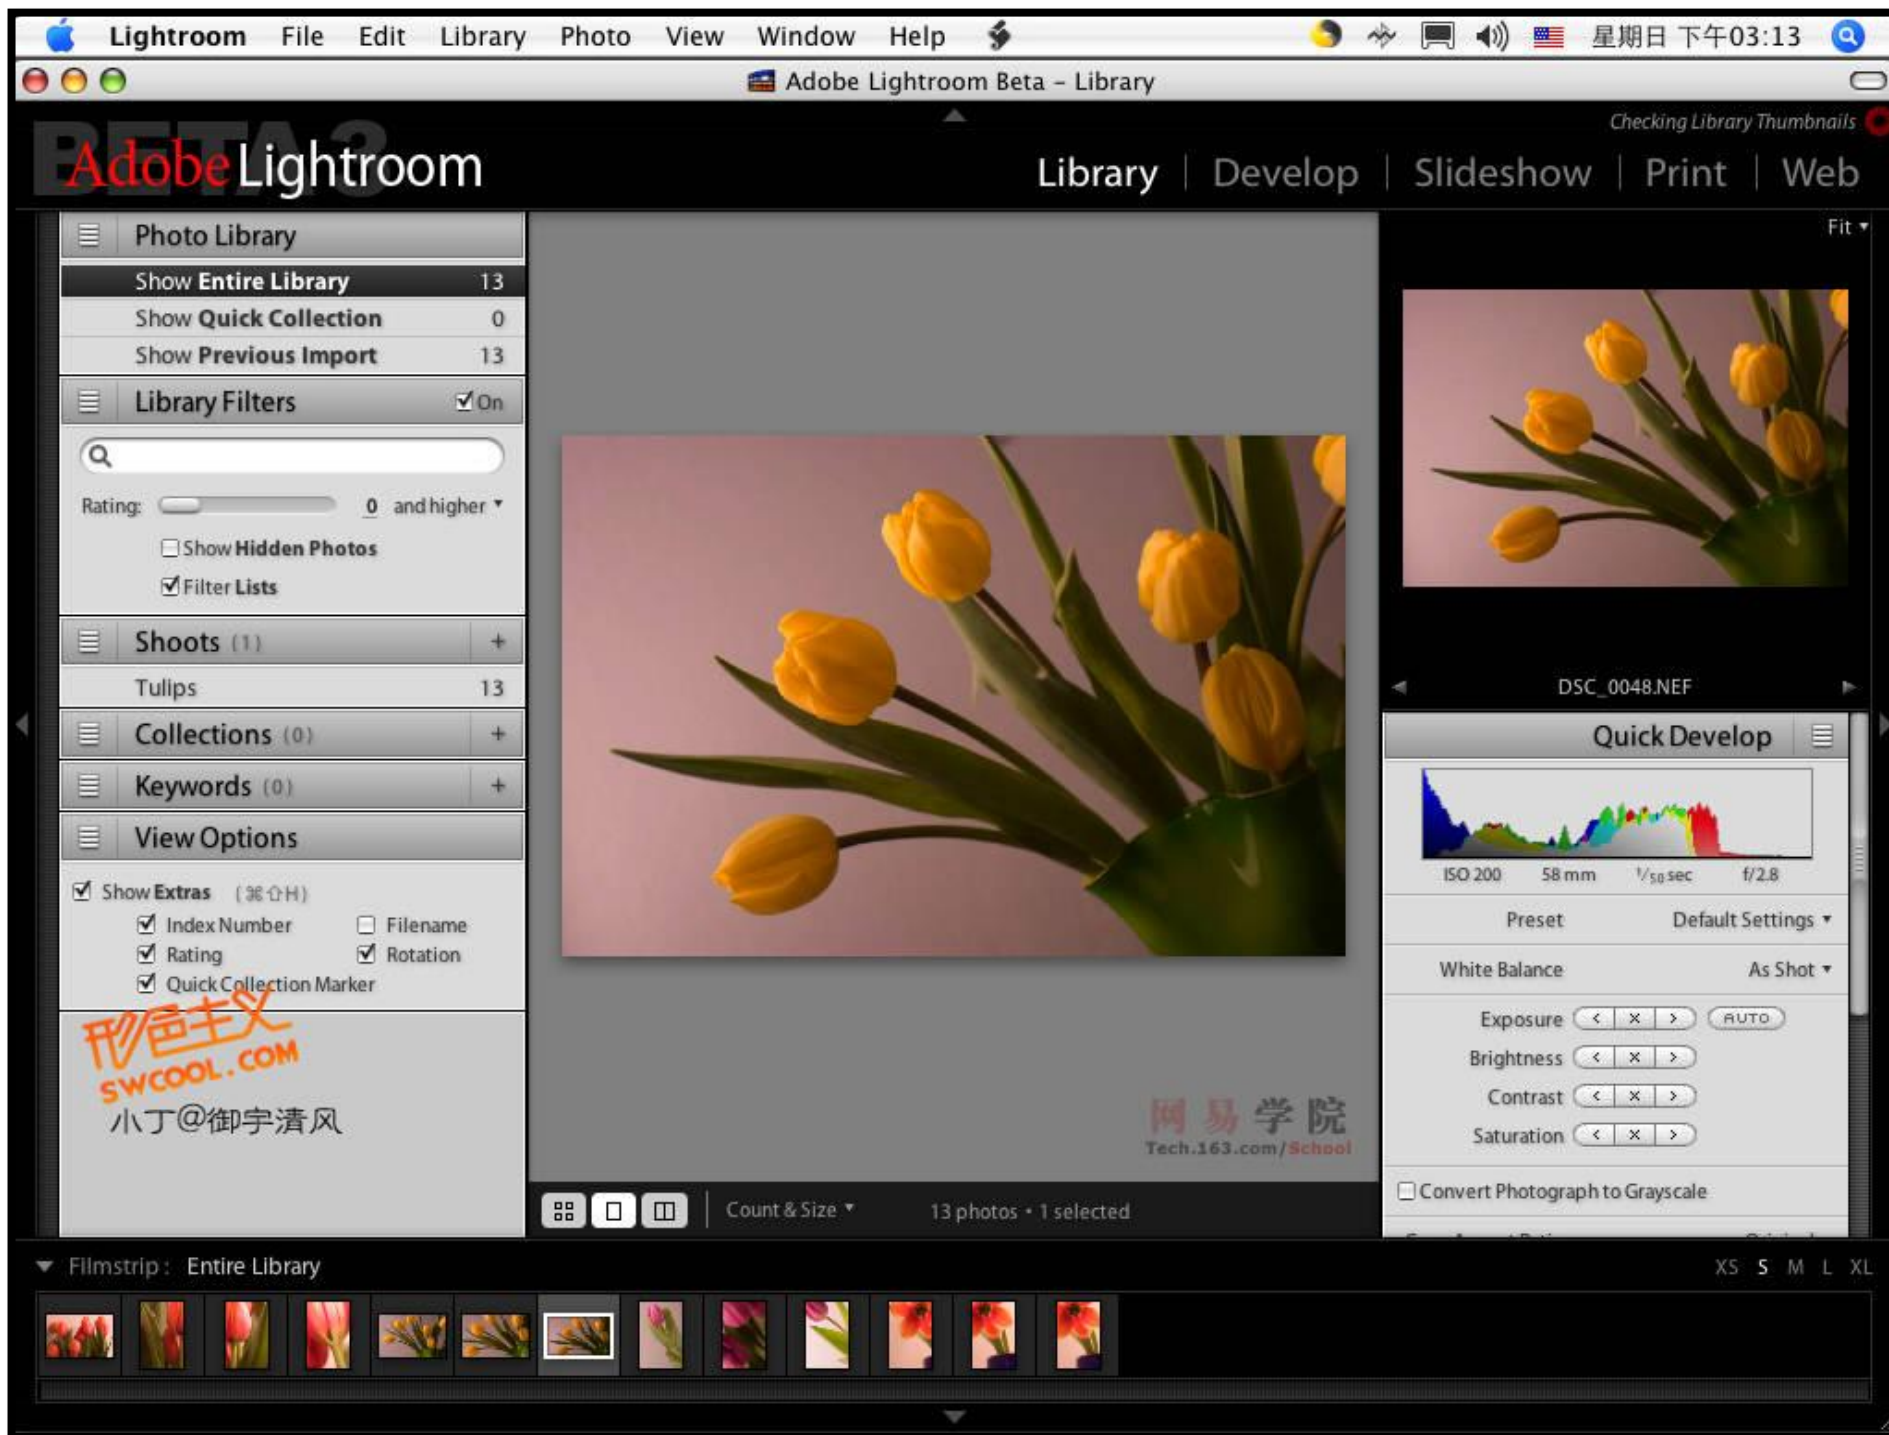 Lightroom File Edit Library Photo View Window Help 星期日 下午03:13
Adobe Lightroom Beta – Library
Checking Library Thumbnails
BETA 3
Adobe Lightroom
Library | Develop | Slideshow | Print | Web
Photo Library
Show Entire Library 13
Show Quick Collection 0
Show Previous Import 13
Library Filters On
Rating: 0 and higher
Show Hidden Photos
Filter Lists
Shoots (1) +
Tulips 13
Collections (0) +
Keywords (0) +
View Options
Show Extras (⌘⇧H)
Index Number Filename
Rating Rotation
Quick Collection Marker
形色主义
SWCOOL.COM
小丁@御宇清风
网易学院
Tech.163.com/School
Count & Size 13 photos • 1 selected
Fit
DSC_0048.NEF
Quick Develop
ISO 200 58 mm 1/50 sec f/2.8
Preset Default Settings
White Balance As Shot
Exposure < × > AUTO
Brightness < × >
Contrast < × >
Saturation < × >
Convert Photograph to Grayscale
Filmstrip : Entire Library XS S M L XL